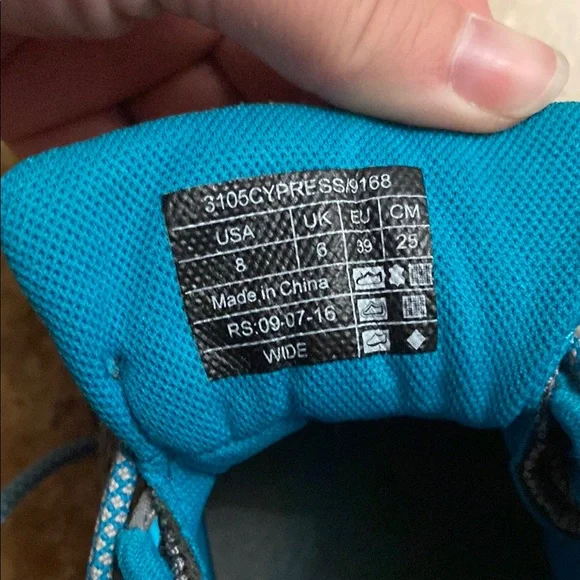 3105CYPRESS/9168
USA UK EU CM
8 6 39 25
Made in China
RS:09-07-16
WIDE